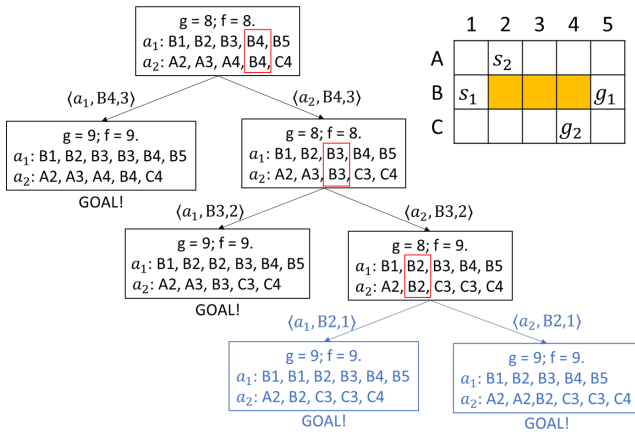 g = 8; f = 8.
a₁: B1, B2, B3, B4, B5
a₂: A2, A3, A4, B4, C4
1 2 3 4 5
A s₂
B s₁ g₁
C g₂
⟨a₁,B4,3⟩ ⟨a₂,B4,3⟩
g = 9; f = 9.
a₁: B1, B2, B3, B3, B4, B5
a₂: A2, A3, A4, B4, C4
GOAL!
g = 8; f = 8.
a₁: B1, B2, B3, B4, B5
a₂: A2, A3, B3, C3, C4
⟨a₁,B3,2⟩ ⟨a₂,B3,2⟩
g = 9; f = 9.
a₁: B1, B2, B2, B3, B4, B5
a₂: A2, A3, B3, C3, C4
GOAL!
g = 8; f = 9.
a₁: B1, B2, B3, B4, B5
a₂: A2, B2, C3, C3, C4
⟨a₁,B2,1⟩ ⟨a₂,B2,1⟩
g = 9; f = 9.
a₁: B1, B1, B2, B3, B4, B5
a₂: A2, B2, C3, C3, C4
GOAL!
g = 9; f = 9.
a₁: B1, B2, B3, B4, B5
a₂: A2, A2,B2, C3, C3, C4
GOAL!